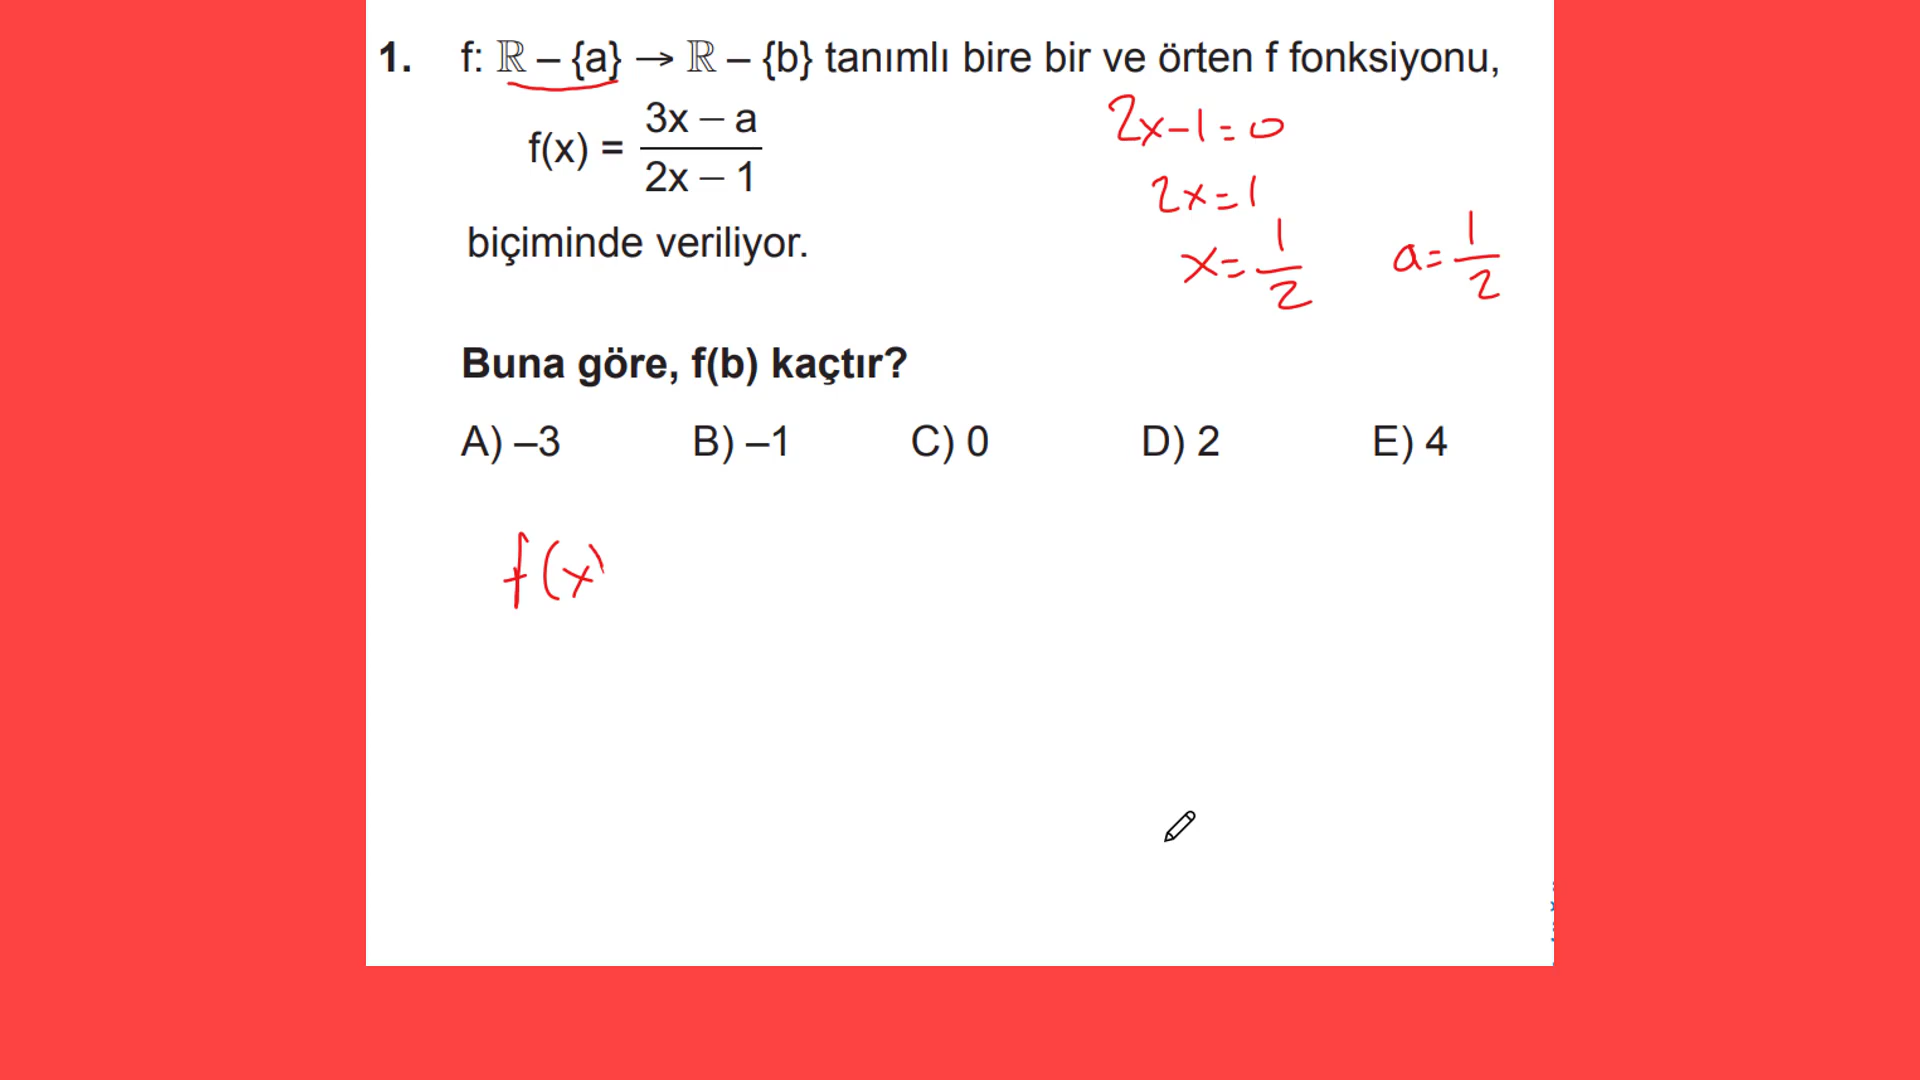 1. f: ℝ – {a} → ℝ – {b} tanımlı bire bir ve örten f fonksiyonu,
f(x) = (3x – a)/(2x – 1)
2x-1=0
2x=1
x=1/2 a=1/2
biçiminde veriliyor.
Buna göre, f(b) kaçtır?
A) –3 B) –1 C) 0 D) 2 E) 4
f(x)